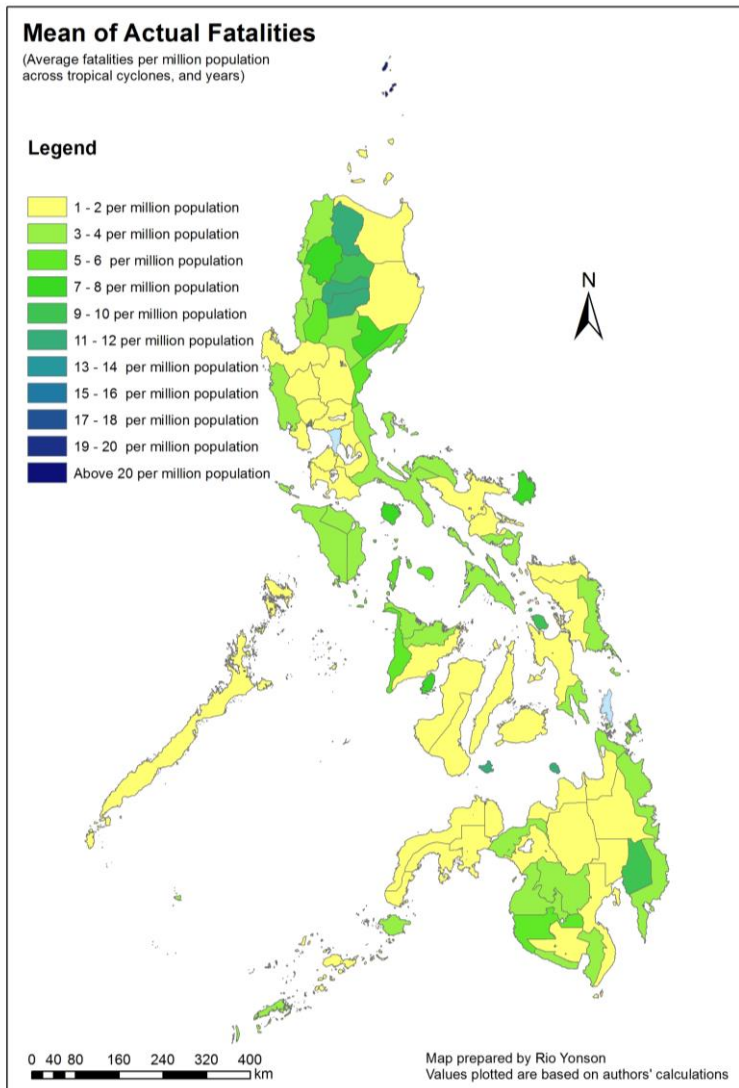 Mean of Actual Fatalities
(Average fatalities per million population
across tropical cyclones, and years)
Legend
1 - 2 per million population
3 - 4 per million population
5 - 6 per million population
7 - 8 per million population
9 - 10 per million population
11 - 12 per million population
13 - 14 per million population
15 - 16 per million population
17 - 18 per million population
19 - 20 per million population
Above 20 per million population
N
0 40 80 160 240 320 400
km
Map prepared by Rio Yonson
Values plotted are based on authors' calculations